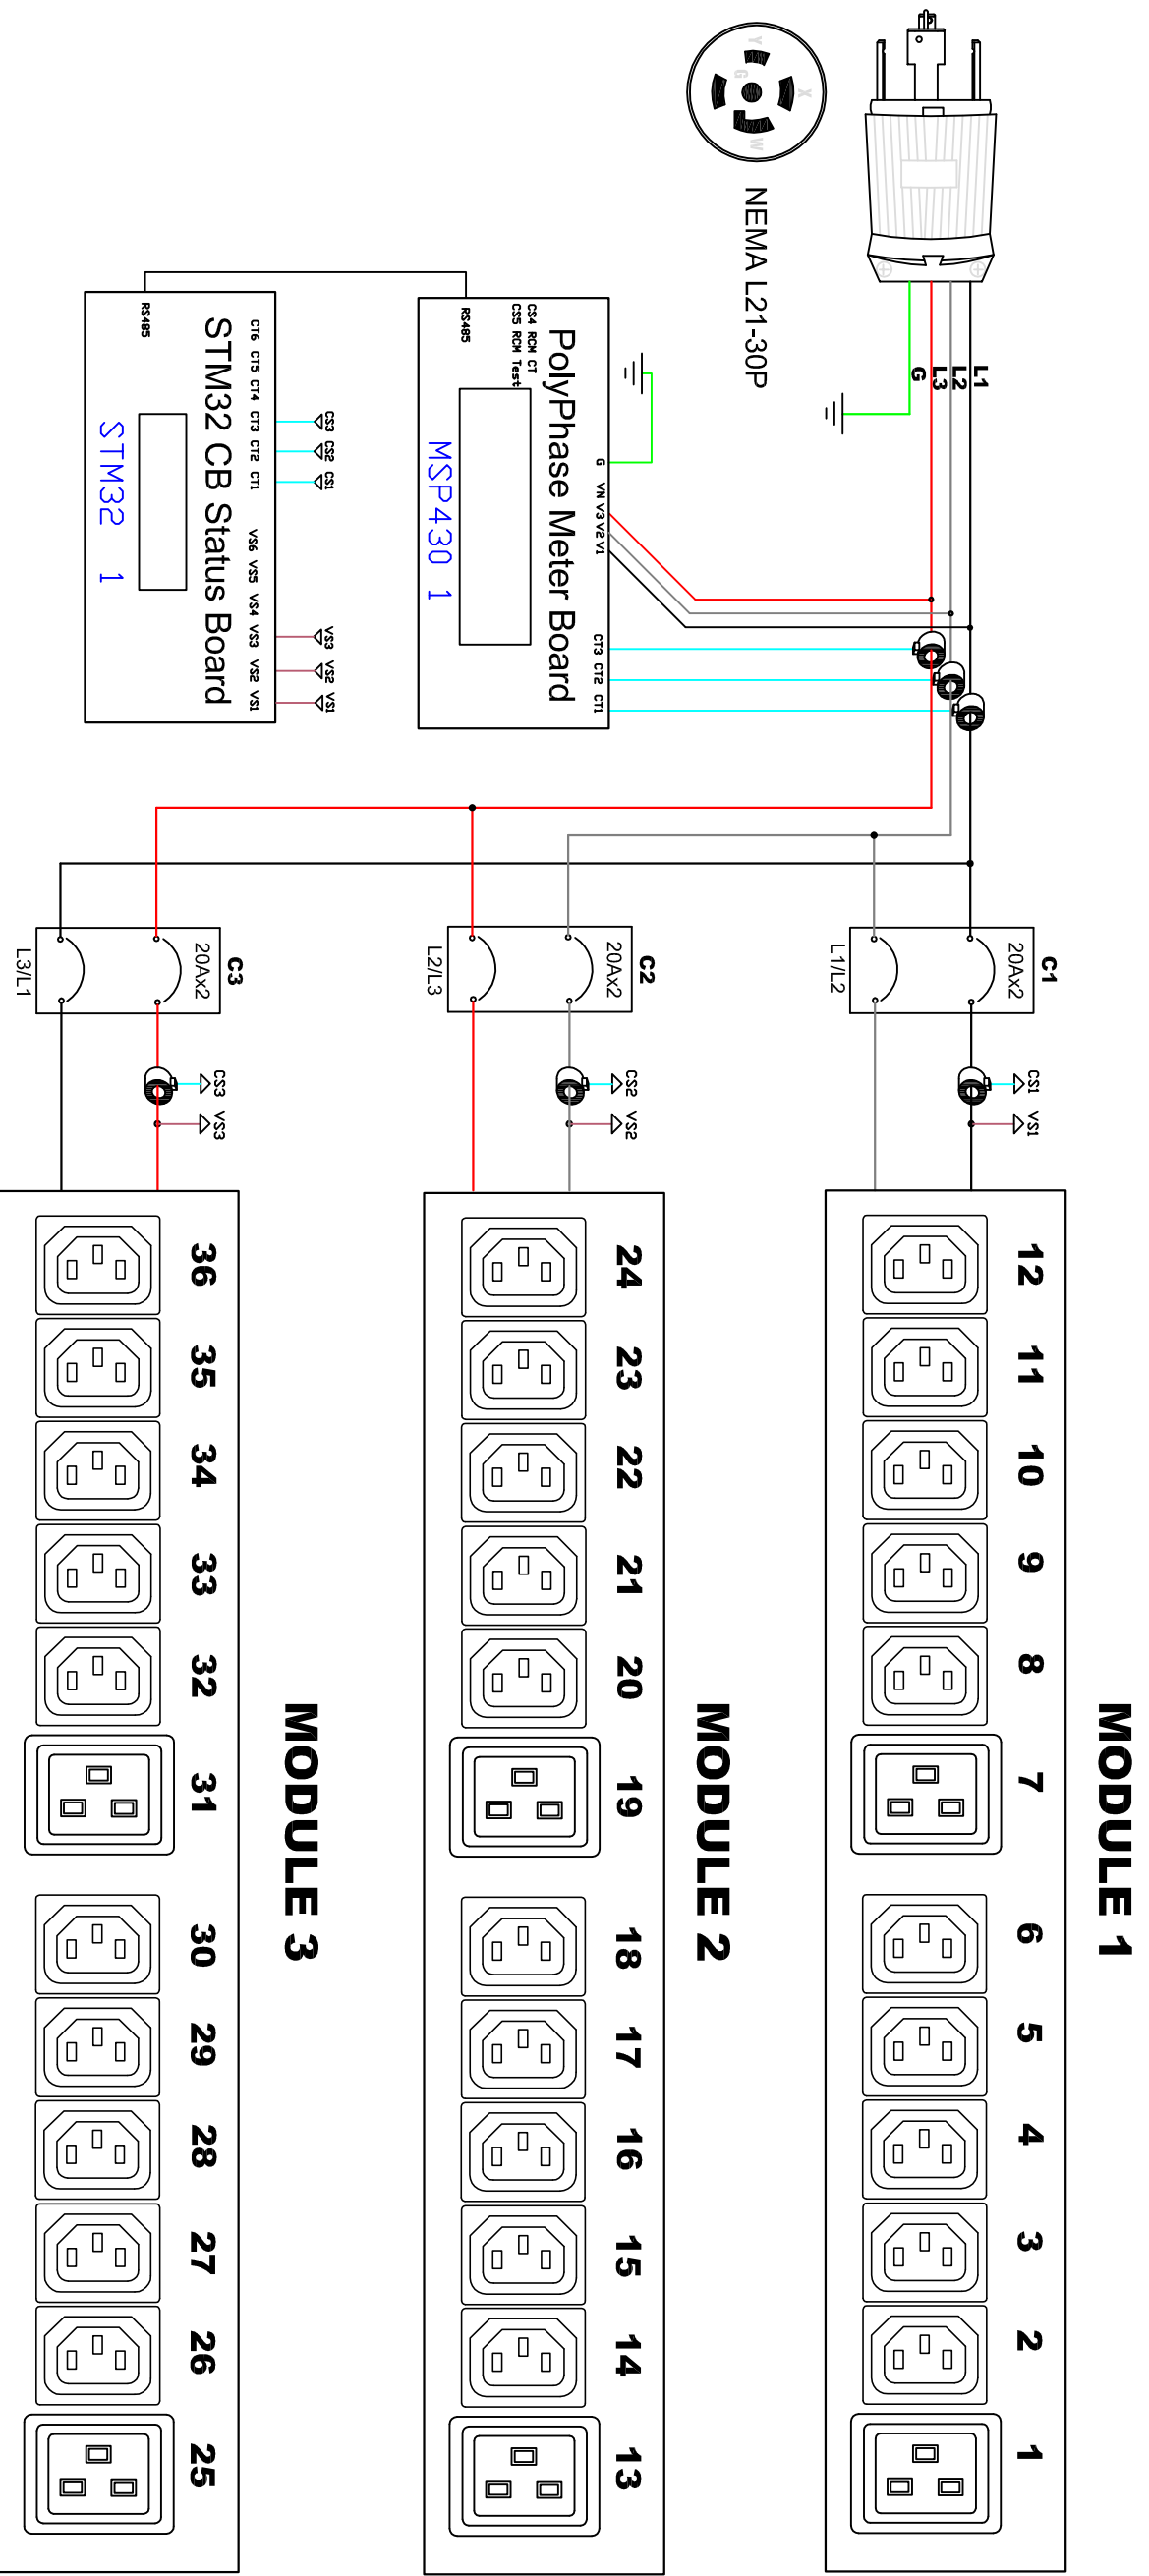 NEMA L21-30P
Y
G
X
W
L1
L2
L3
G
PolyPhase Meter Board
CS4 RCM CT
CS5 RCM Test
RS485
G
VN V3 V2 V1
CT3 CT2 CT1
MSP430 1
STM32 CB Status Board
RS485
CT6 CT5 CT4 CT3 CT2 CT1
VS6 VS5 VS4 VS3 VS2 VS1
CS3
CS2
CS1
VS3
VS2
VS1
STM32 1
C1
20Ax2
L1/L2
CS1
VS1
C2
20Ax2
L2/L3
CS2
VS2
C3
20Ax2
L3/L1
CS3
VS3
MODULE 1
12 11 10 9 8 7 6 5 4 3 2 1
MODULE 2
24 23 22 21 20 19 18 17 16 15 14 13
MODULE 3
36 35 34 33 32 31 30 29 28 27 26 25